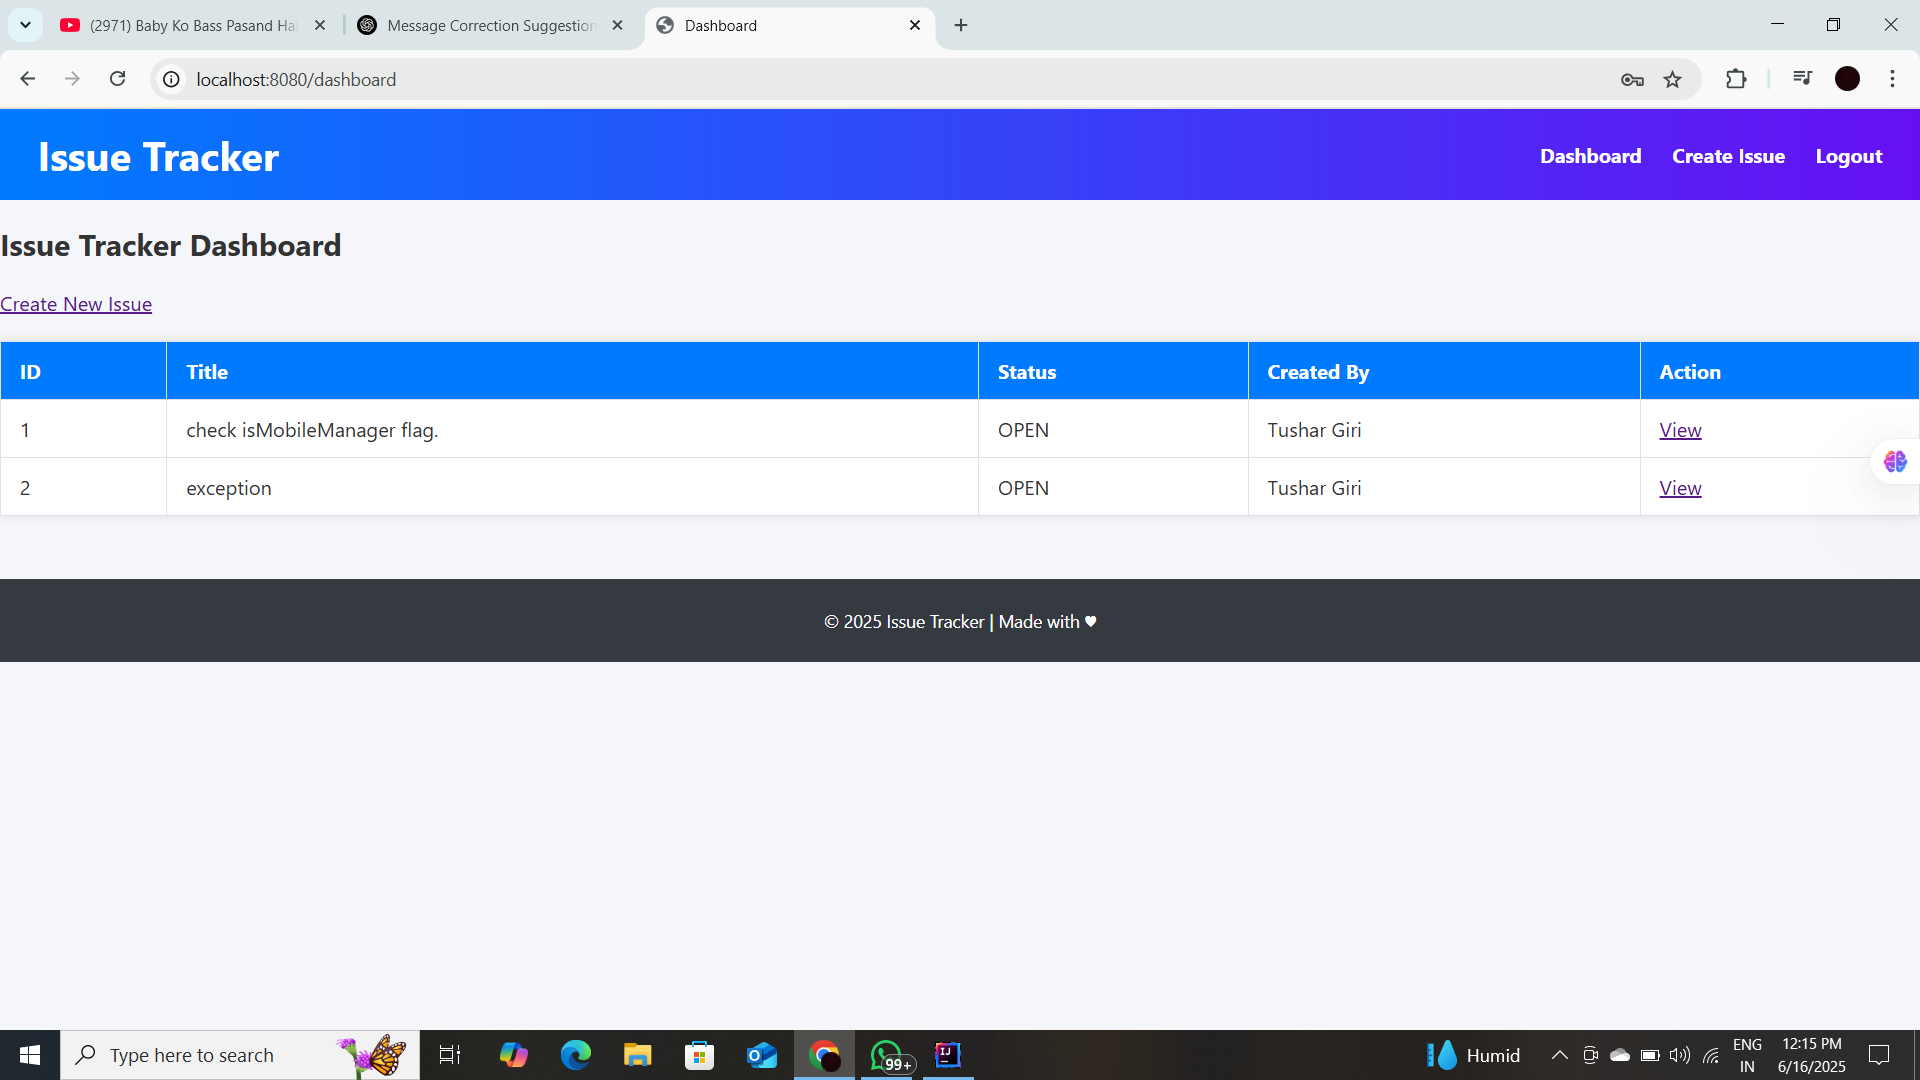 (2971) Baby Ko Bass Pasand Hai
Message Correction Suggestion
Dashboard
localhost:8080/dashboard
Issue Tracker
Dashboard Create Issue Logout
Issue Tracker Dashboard
Create New Issue
ID Title Status Created By Action
1 check isMobileManager flag. OPEN Tushar Giri View
2 exception OPEN Tushar Giri View
© 2025 Issue Tracker | Made with ♥
Type here to search
99+
Humid
ENG
IN
12:15 PM
6/16/2025